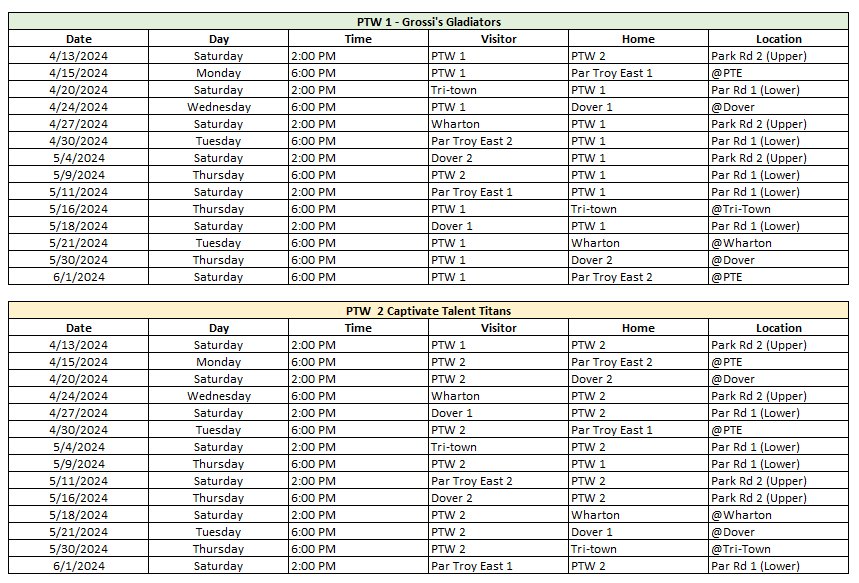 PTW 1 - Grossi's Gladiators
Date Day Time Visitor Home Location
4/13/2024 Saturday 2:00 PM PTW 1 PTW 2 Park Rd 2 (Upper)
4/15/2024 Monday 6:00 PM PTW 1 Par Troy East 1 @PTE
4/20/2024 Saturday 2:00 PM Tri-town PTW 1 Par Rd 1 (Lower)
4/24/2024 Wednesday 6:00 PM PTW 1 Dover 1 @Dover
4/27/2024 Saturday 2:00 PM Wharton PTW 1 Park Rd 2 (Upper)
4/30/2024 Tuesday 6:00 PM Par Troy East 2 PTW 1 Par Rd 1 (Lower)
5/4/2024 Saturday 2:00 PM Dover 2 PTW 1 Park Rd 2 (Upper)
5/9/2024 Thursday 6:00 PM PTW 2 PTW 1 Par Rd 1 (Lower)
5/11/2024 Saturday 2:00 PM Par Troy East 1 PTW 1 Par Rd 1 (Lower)
5/16/2024 Thursday 6:00 PM PTW 1 Tri-town @Tri-Town
5/18/2024 Saturday 2:00 PM Dover 1 PTW 1 Par Rd 1 (Lower)
5/21/2024 Tuesday 6:00 PM PTW 1 Wharton @Wharton
5/30/2024 Thursday 6:00 PM PTW 1 Dover 2 @Dover
6/1/2024 Saturday 6:00 PM PTW 1 Par Troy East 2 @PTE
PTW 2 Captivate Talent Titans
Date Day Time Visitor Home Location
4/13/2024 Saturday 2:00 PM PTW 1 PTW 2 Park Rd 2 (Upper)
4/15/2024 Monday 6:00 PM PTW 2 Par Troy East 2 @PTE
4/20/2024 Saturday 2:00 PM PTW 2 Dover 2 @Dover
4/24/2024 Wednesday 6:00 PM Wharton PTW 2 Park Rd 2 (Upper)
4/27/2024 Saturday 2:00 PM Dover 1 PTW 2 Par Rd 1 (Lower)
4/30/2024 Tuesday 6:00 PM PTW 2 Par Troy East 1 @PTE
5/4/2024 Saturday 2:00 PM Tri-town PTW 2 Par Rd 1 (Lower)
5/9/2024 Thursday 6:00 PM PTW 2 PTW 1 Par Rd 1 (Lower)
5/11/2024 Saturday 2:00 PM Par Troy East 2 PTW 2 Park Rd 2 (Upper)
5/16/2024 Thursday 6:00 PM Dover 2 PTW 2 Park Rd 2 (Upper)
5/18/2024 Saturday 2:00 PM PTW 2 Wharton @Wharton
5/21/2024 Tuesday 6:00 PM PTW 2 Dover 1 @Dover
5/30/2024 Thursday 6:00 PM PTW 2 Tri-town @Tri-Town
6/1/2024 Saturday 2:00 PM Par Troy East 1 PTW 2 Par Rd 1 (Lower)